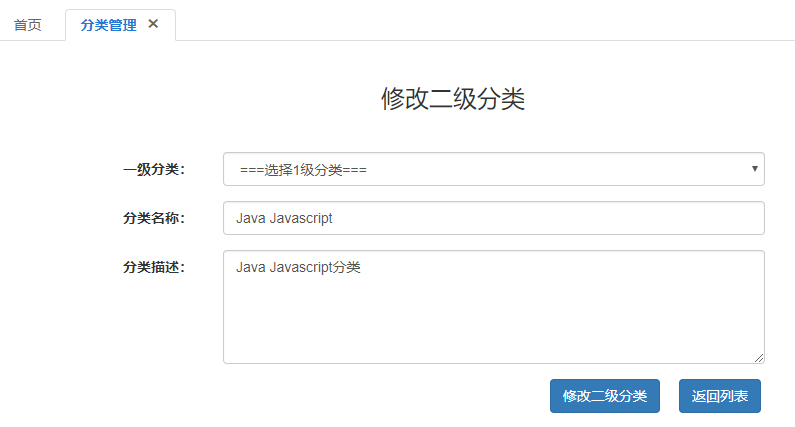 首页 分类管理 ✕
修改二级分类
一级分类： ===选择1级分类===
分类名称： Java Javascript
分类描述： Java Javascript分类
修改二级分类 返回列表